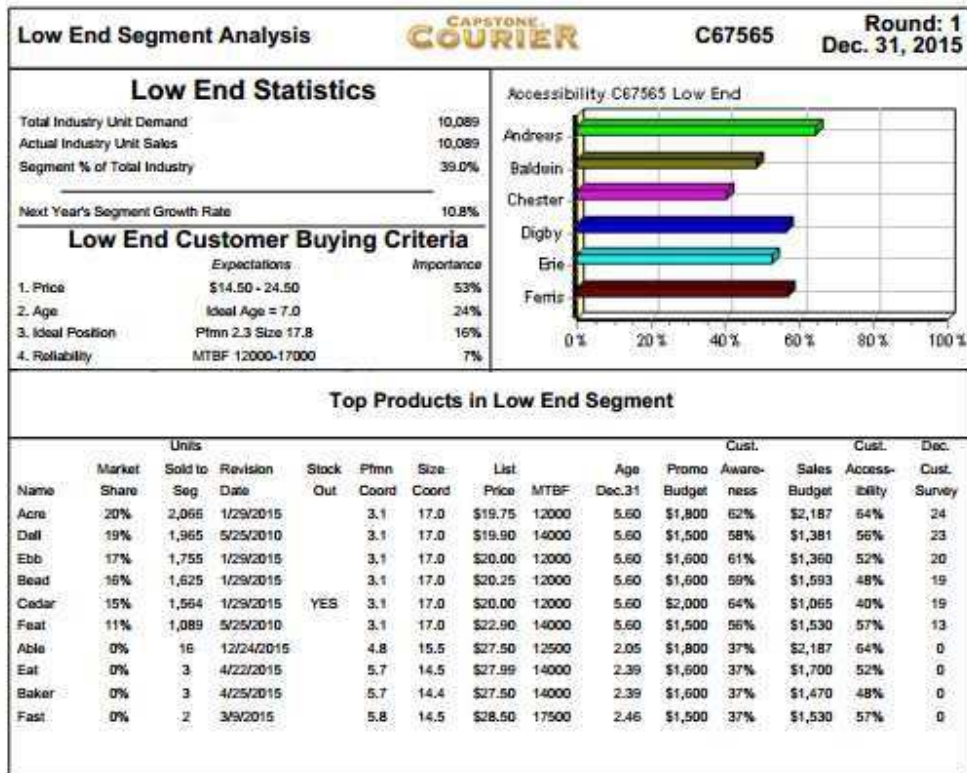 Low End Segment Analysis
CAPSTONE COURIER
C67565
Round: 1
Dec. 31, 2015
Low End Statistics
Total Industry Unit Demand 10,089
Actual Industry Unit Sales 10,089
Segment % of Total Industry 39.0%
Next Year's Segment Growth Rate 10.8%
Low End Customer Buying Criteria
Expectations Importance
1. Price $14.50 - 24.50 53%
2. Age Ideal Age = 7.0 24%
3. Ideal Position Pfmn 2.3 Size 17.8 16%
4. Reliability MTBF 12000-17000 7%
Accessibility C67565 Low End
Andrews
Baldwin
Chester
Digby
Erie
Ferris
0% 20% 40% 60% 80% 100%
Top Products in Low End Segment
Units Cust. Cust. Dec.
Market Sold to Revision Stock Pfmn Size List Age Promo Aware- Sales Access- Cust.
Name Share Seg Date Out Coord Coord Price MTBF Dec.31 Budget ness Budget ibility Survey
Acre 20% 2,066 1/29/2015 3.1 17.0 $19.75 12000 5.60 $1,800 62% $2,187 64% 24
Dell 19% 1,965 5/25/2010 3.1 17.0 $19.90 14000 5.60 $1,500 58% $1,381 56% 23
Ebb 17% 1,755 1/29/2015 3.1 17.0 $20.00 12000 5.60 $1,600 61% $1,360 52% 20
Bead 16% 1,625 1/29/2015 3.1 17.0 $20.25 12000 5.60 $1,600 59% $1,593 48% 19
Cedar 15% 1,564 1/29/2015 YES 3.1 17.0 $20.00 12000 5.60 $2,000 64% $1,065 40% 19
Feat 11% 1,089 5/25/2010 3.1 17.0 $22.90 14000 5.60 $1,500 56% $1,530 57% 13
Able 0% 16 12/24/2015 4.8 15.5 $27.50 12500 2.05 $1,800 37% $2,187 64% 0
Eat 0% 3 4/22/2015 5.7 14.5 $27.99 14000 2.39 $1,600 37% $1,700 52% 0
Baker 0% 3 4/25/2015 5.7 14.4 $27.50 14000 2.39 $1,600 37% $1,470 48% 0
Fast 0% 2 3/9/2015 5.8 14.5 $28.50 17500 2.46 $1,500 37% $1,530 57% 0